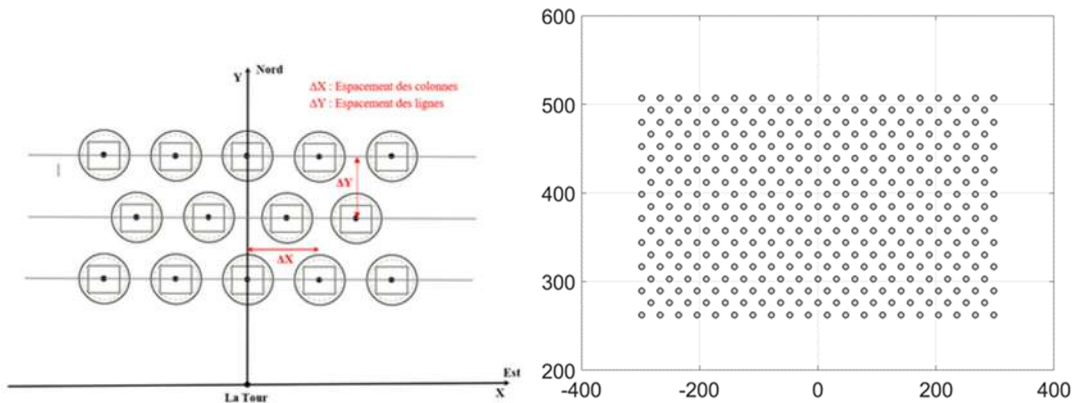 Y
Nord
ΔX : Espacement des colonnes
ΔY : Espacement des lignes
ΔY
ΔX
Est
X
La Tour
600
500
400
300
200
-400
-200
0
200
400